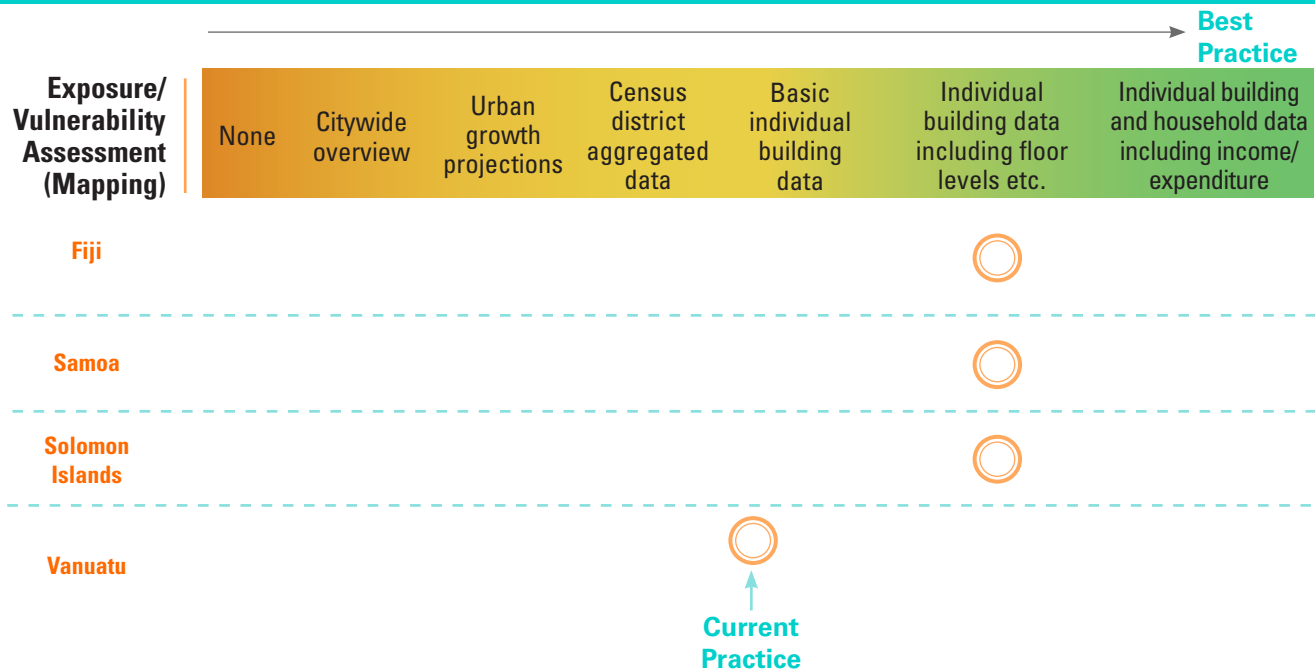 Best
Practice
Exposure/
Vulnerability
Assessment
(Mapping)
None
Citywide
overview
Urban
growth
projections
Census
district
aggregated
data
Basic
individual
building
data
Individual
building data
including floor
levels etc.
Individual building
and household data
including income/
expenditure
Fiji
Samoa
Solomon
Islands
Vanuatu
Current
Practice